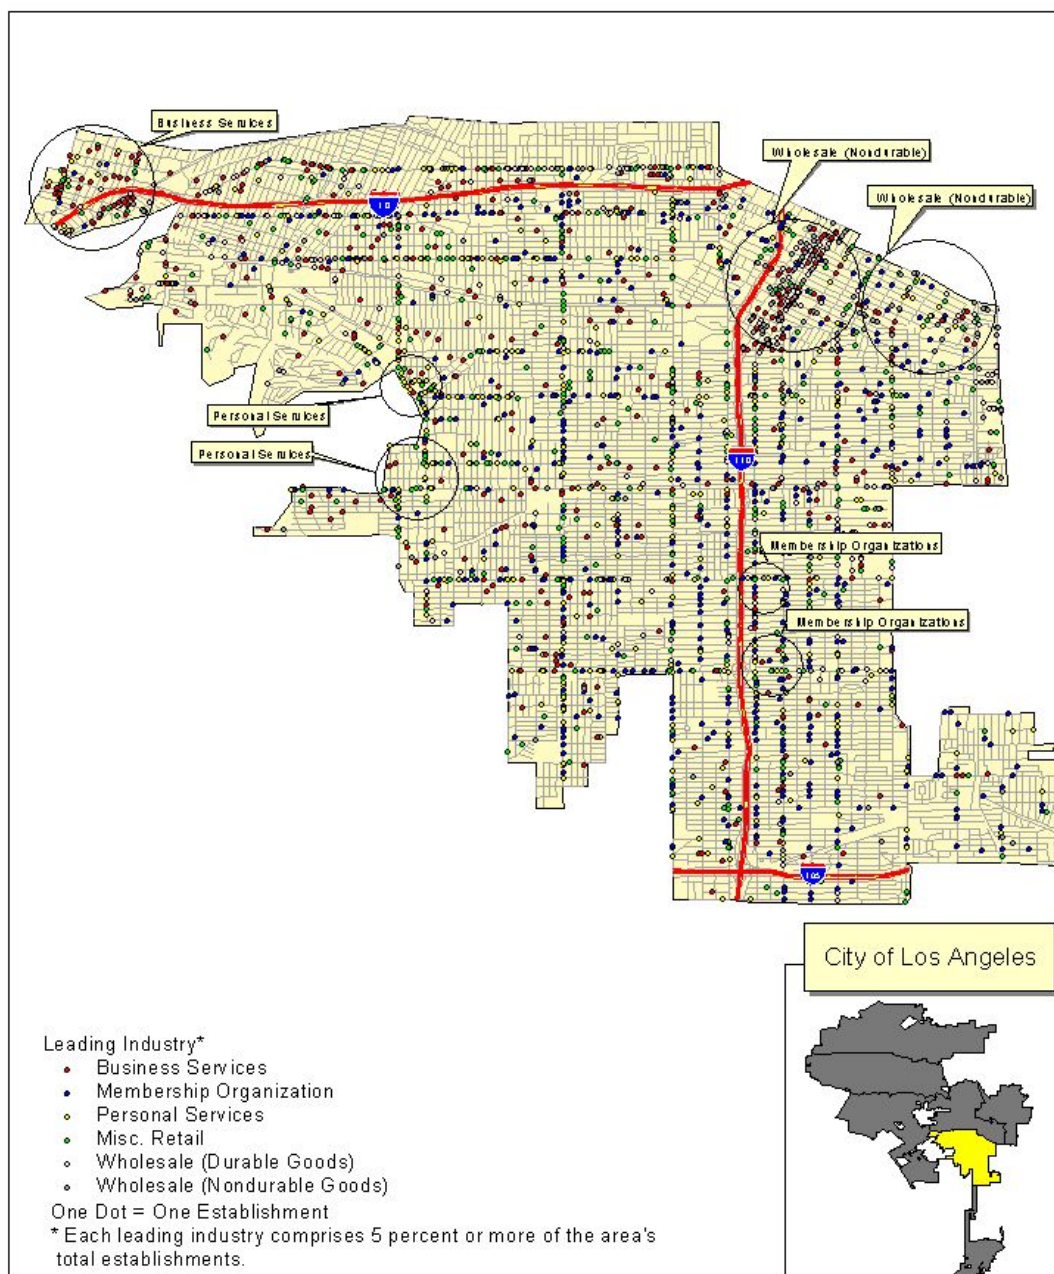 Business Services
Wholesale (Nondurable)
Wholesale (Nondurable)
10
Personal Services
Personal Services
110
Membership Organizations
Membership Organizations
105
City of Los Angeles
Leading Industry*
Business Services
Membership Organization
Personal Services
Misc. Retail
Wholesale (Durable Goods)
Wholesale (Nondurable Goods)
One Dot = One Establishment
* Each leading industry comprises 5 percent or more of the area's
total establishments.